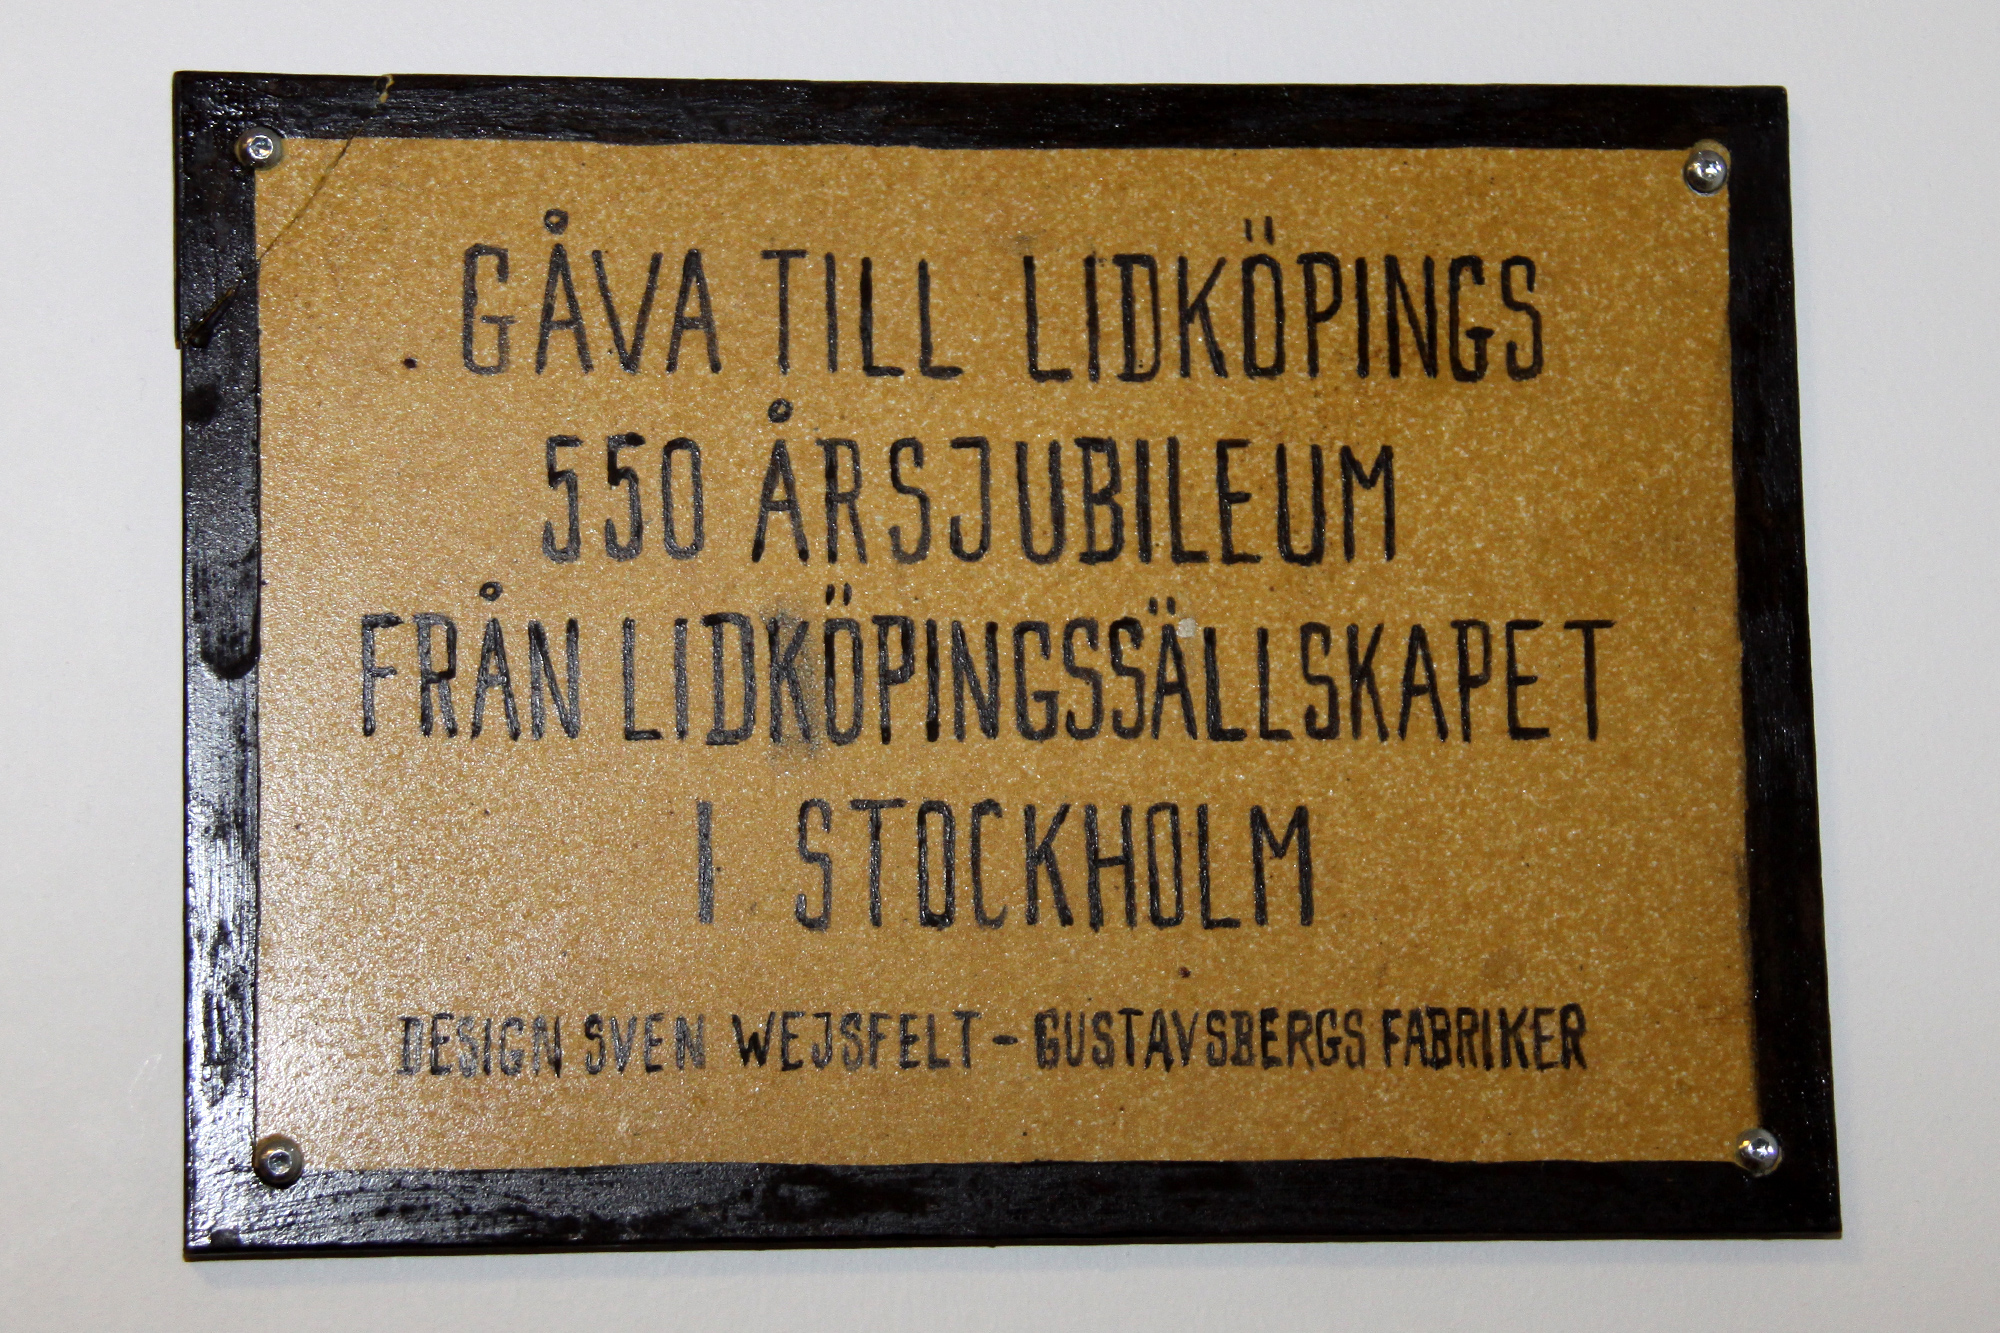 GÅVA TILL LIDKÖPINGS
550 ÅRSJUBILEUM
FRÅN LIDKÖPINGSSÄLLSKAPET
I STOCKHOLM
DESIGN SVEN WEJSFELT - GUSTAVSBERGS FABRIKER